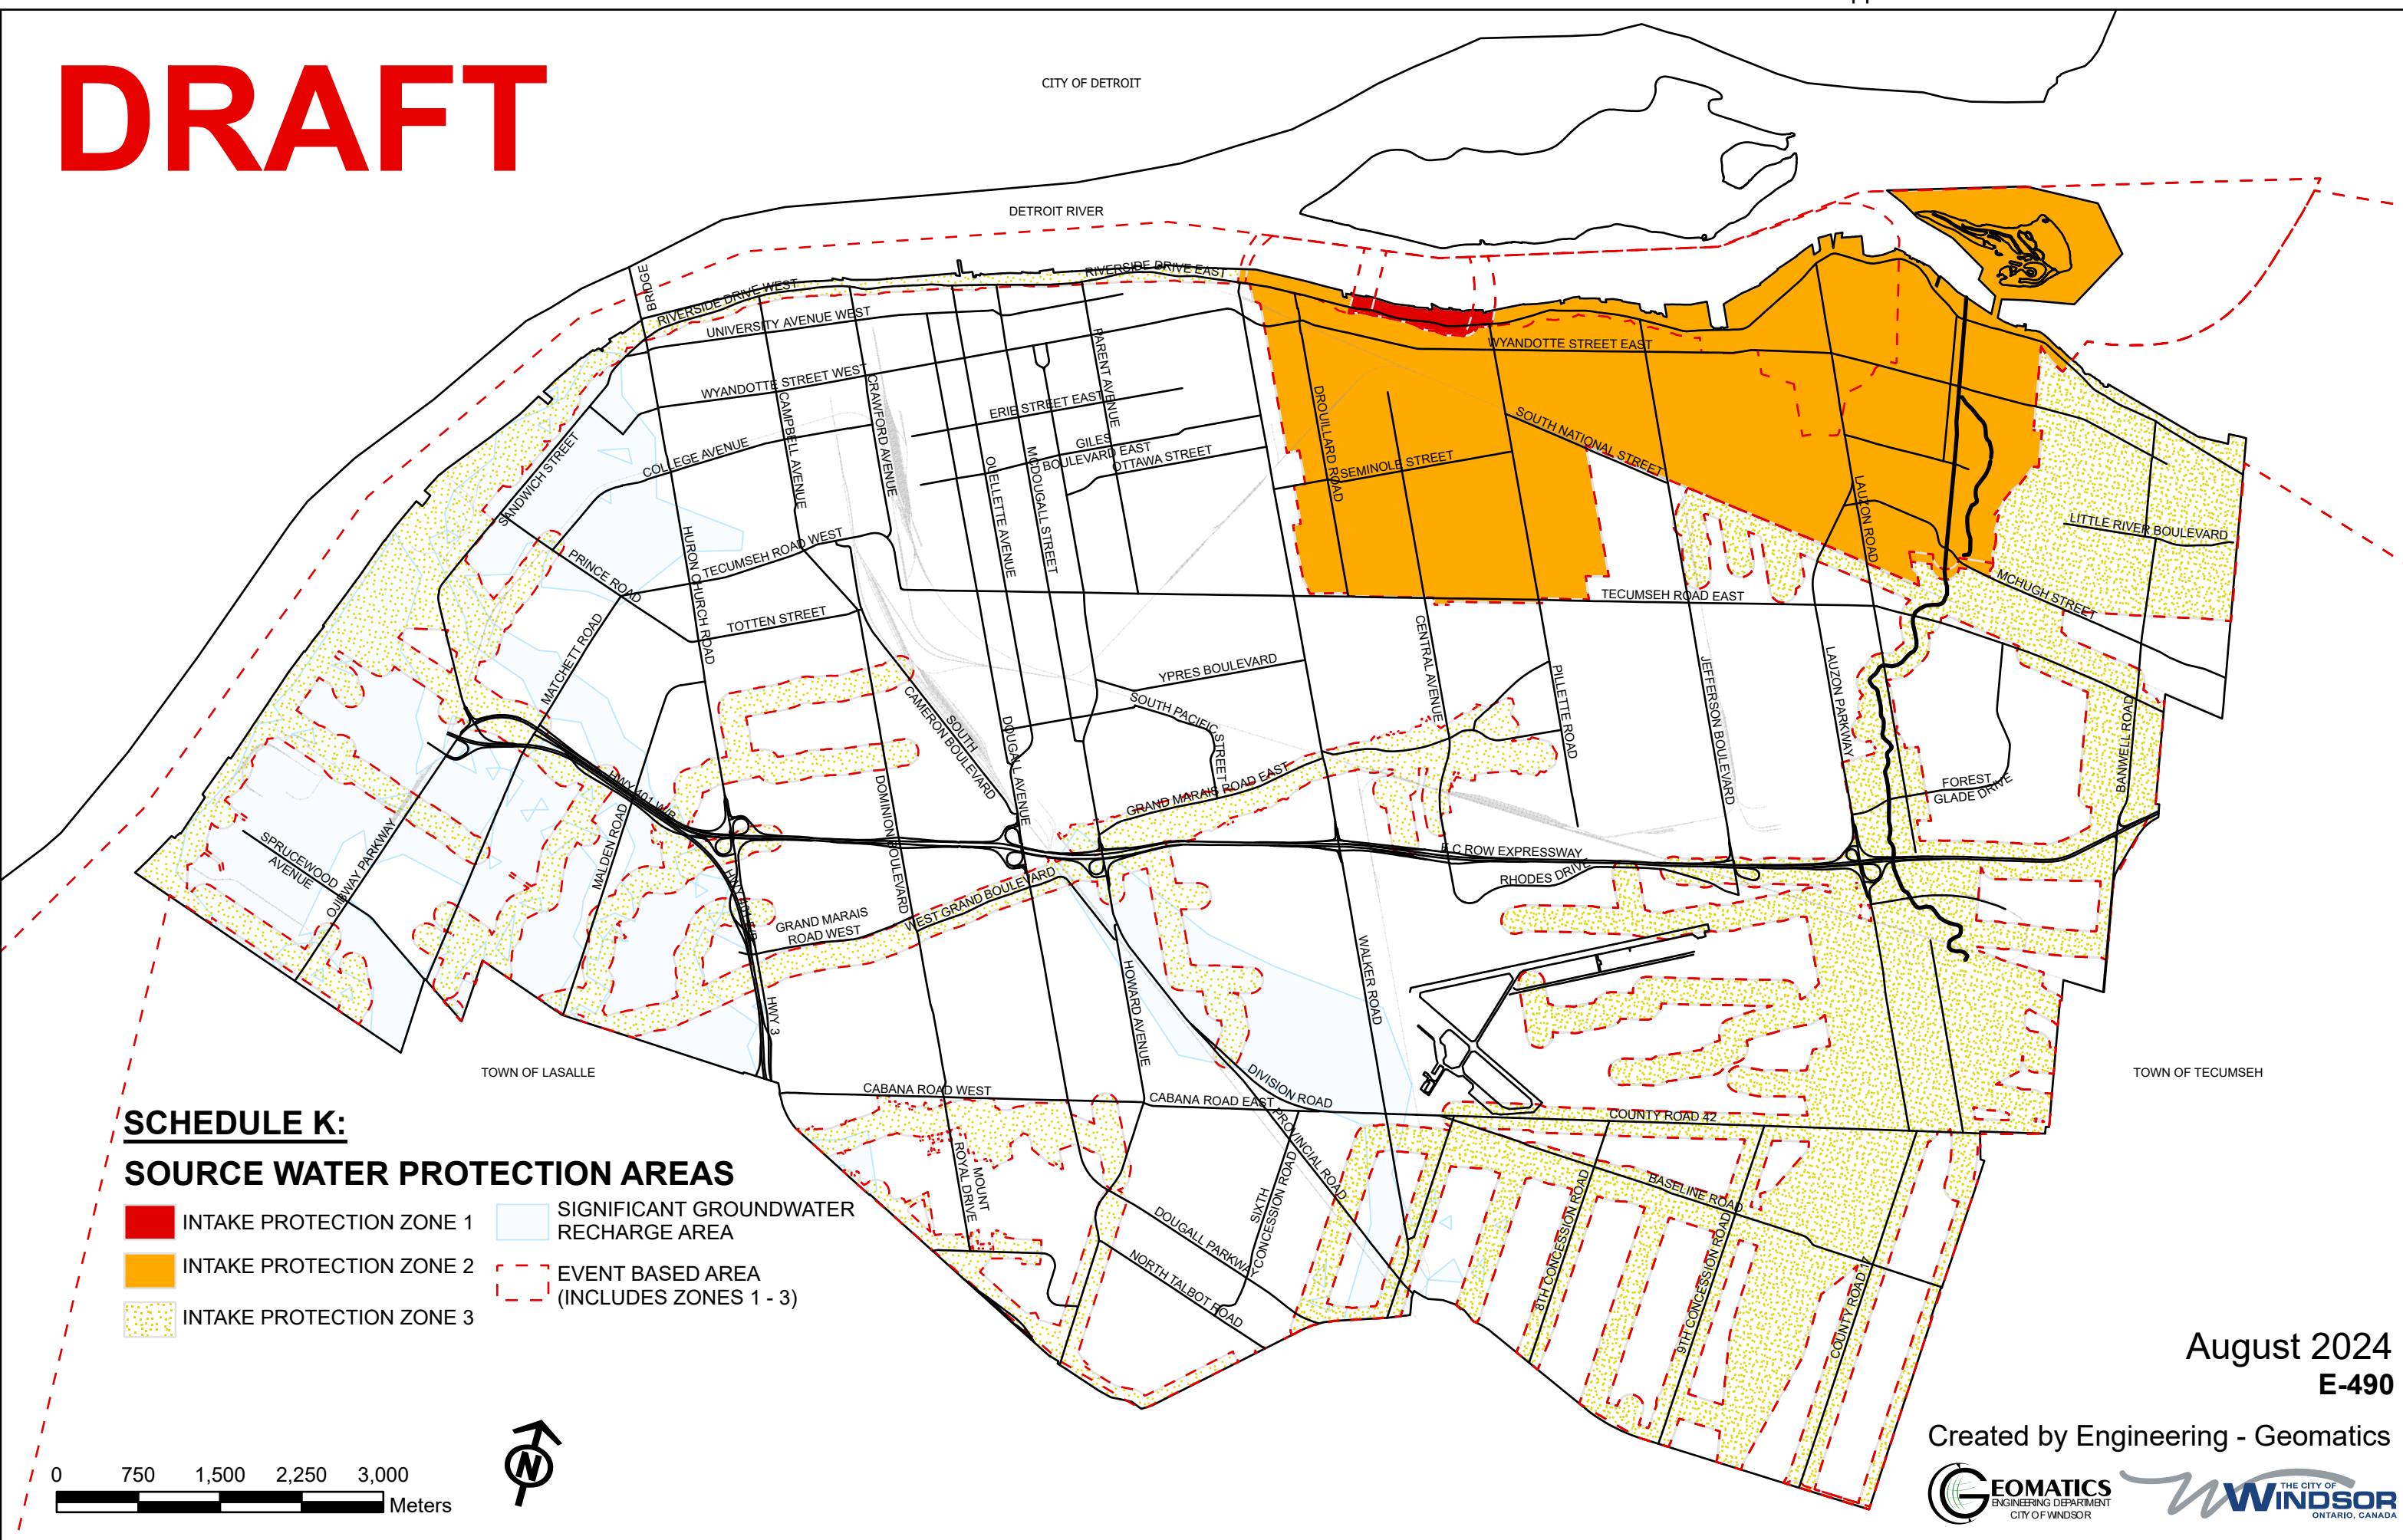 DRAFT
CITY OF DETROIT
DETROIT RIVER
BRIDGE
RIVERSIDE DRIVE WEST
RIVERSIDE DRIVE EAST
UNIVERSITY AVENUE WEST
WYANDOTTE STREET WEST
WYANDOTTE STREET EAST
CAMPBELL AVENUE
CRAWFORD AVENUE
PARENT AVENUE
ERIE STREET EAST
GILES
BOULEVARD EAST
OTTAWA STREET
OUELLETTE AVENUE
MCDOUGALL STREET
COLLEGE AVENUE
SANDWICH STREET
DROUILLARD ROAD
SEMINOLE STREET
SOUTH NATIONAL STREET
LAUZON ROAD
LITTLE RIVER BOULEVARD
MCHUGH STREET
PRINCE ROAD
HURON CHURCH ROAD
TECUMSEH ROAD WEST
TECUMSEH ROAD EAST
TOTTEN STREET
MATCHETT ROAD
YPRES BOULEVARD
SOUTH PACIFIC STREET
CENTRAL AVENUE
PILLETTE ROAD
JEFFERSON BOULEVARD
LAUZON PARKWAY
BANWELL ROAD
SOUTH
CAMERON BOULEVARD
DOUGALL AVENUE
DOMINION BOULEVARD
GRAND MARAIS ROAD EAST
FOREST
GLADE DRIVE
HWY 401 W/B
MALDEN ROAD
SPRUCEWOOD
AVENUE
OJIBWAY PARKWAY
HWY 401 E/B
GRAND MARAIS
ROAD WEST
WEST GRAND BOULEVARD
E.C ROW EXPRESSWAY
RHODES DRIVE
HWY 3
HOWARD AVENUE
WALKER ROAD
TOWN OF LASALLE
TOWN OF TECUMSEH
CABANA ROAD WEST
CABANA ROAD EAST
DIVISION ROAD
PROVINCIAL ROAD
COUNTY ROAD 42
BASELINE ROAD
MOUNT
ROYAL DRIVE
SIXTH
CONCESSION ROAD
DOUGALL PARKWAY
NORTH TALBOT ROAD
8TH CONCESSION ROAD
9TH CONCESSION ROAD
COUNTY ROAD 17
SCHEDULE K:
SOURCE WATER PROTECTION AREAS
INTAKE PROTECTION ZONE 1
INTAKE PROTECTION ZONE 2
INTAKE PROTECTION ZONE 3
SIGNIFICANT GROUNDWATER
RECHARGE AREA
EVENT BASED AREA
(INCLUDES ZONES 1 - 3)
0 750 1,500 2,250 3,000
Meters
N
August 2024
E-490
Created by Engineering - Geomatics
GEOMATICS
ENGINEERING DEPARTMENT
CITY OF WINDSOR
THE CITY OF
WINDSOR
ONTARIO, CANADA